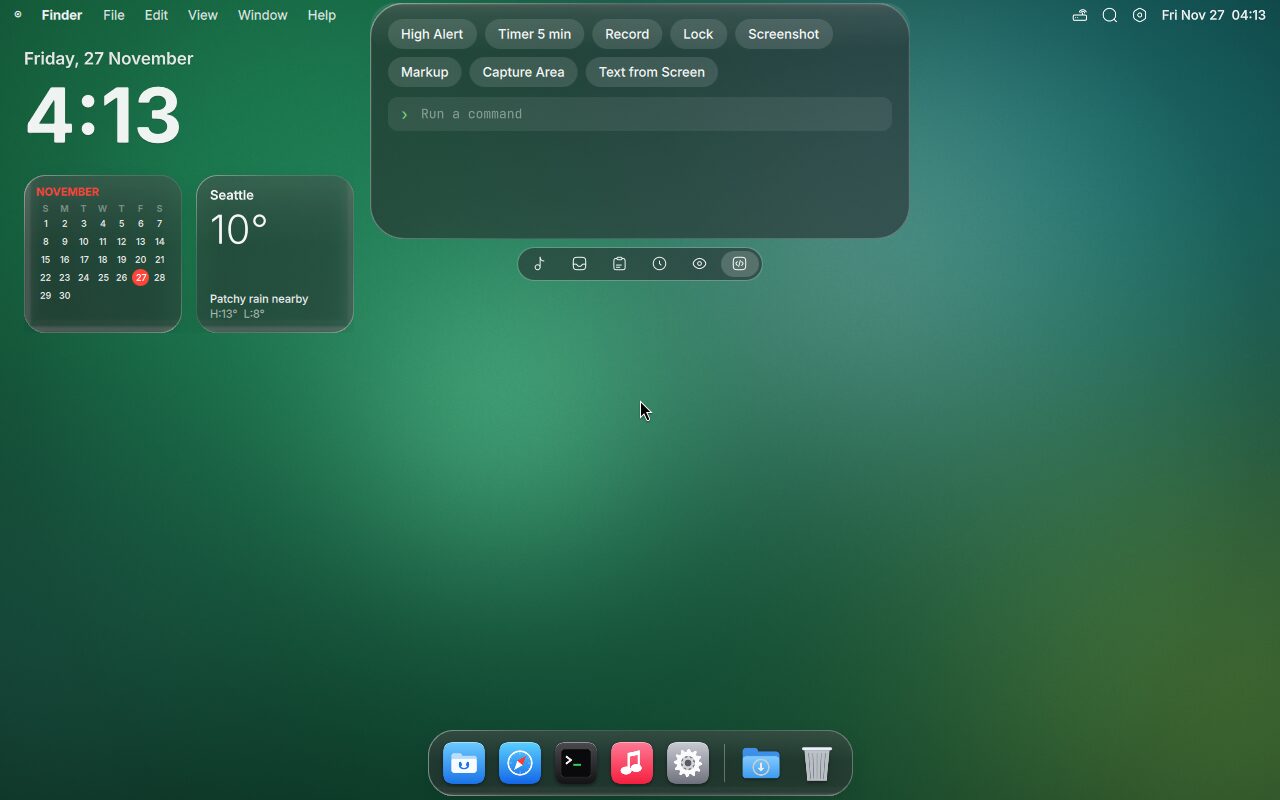 Finder File Edit View Window Help
Fri Nov 27 04:13
Friday, 27 November
4:13
High Alert Timer 5 min Record Lock Screenshot
Markup Capture Area Text from Screen
› Run a command
NOVEMBER
S M T W T F S
1 2 3 4 5 6 7
8 9 10 11 12 13 14
15 16 17 18 19 20 21
22 23 24 25 26 27 28
29 30
Seattle
10°
Patchy rain nearby
H:13° L:8°